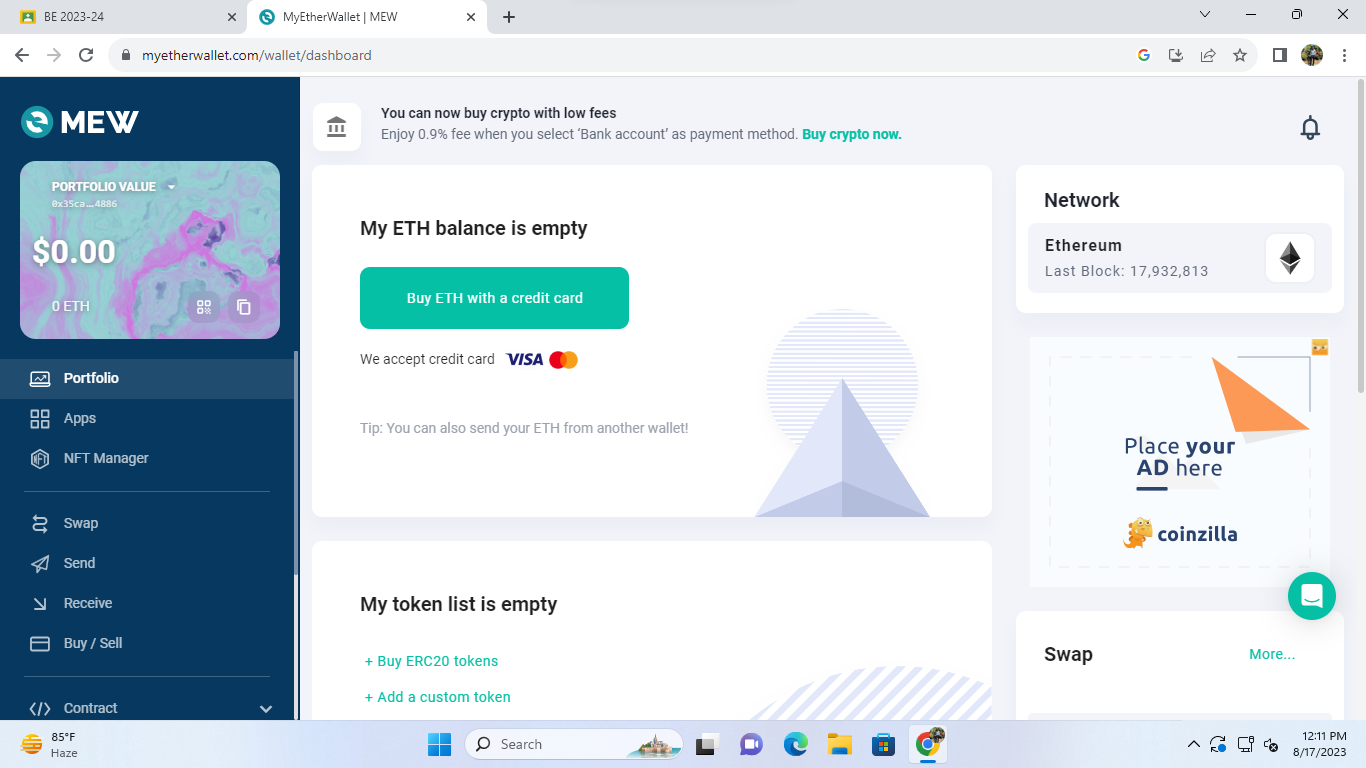 BE 2023-24
MyEtherWallet | MEW
myetherwallet.com/wallet/dashboard
MEW
PORTFOLIO VALUE
0x35ca…4886
$0.00
0 ETH
Portfolio
Apps
NFT Manager
Swap
Send
Receive
Buy / Sell
Contract
You can now buy crypto with low fees
Enjoy 0.9% fee when you select ‘Bank account’ as payment method. Buy crypto now.
My ETH balance is empty
Buy ETH with a credit card
We accept credit card VISA
Tip: You can also send your ETH from another wallet!
My token list is empty
+ Buy ERC20 tokens
+ Add a custom token
Network
Ethereum
Last Block: 17,932,813
Place your
AD here
coinzilla
Swap More...
85°F
Haze
Search
12:11 PM
8/17/2023